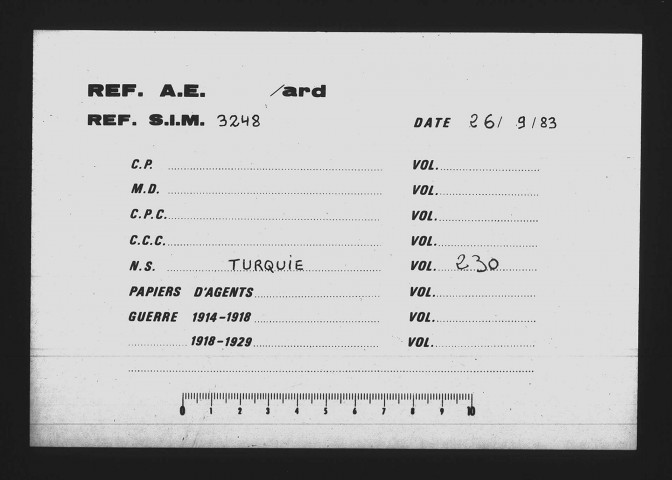 REF. A.E. /ard
REF. S.I.M. 3248 DATE 26/ 9/83
C.P. VOL.
M.D. VOL.
C.P.C. VOL.
C.C.C. VOL.
N.S. TURQUIE VOL. 230
PAPIERS D'AGENTS VOL.
GUERRE 1914-1918 VOL.
1918-1929 VOL.
0 1 2 3 4 5 6 7 8 9 10